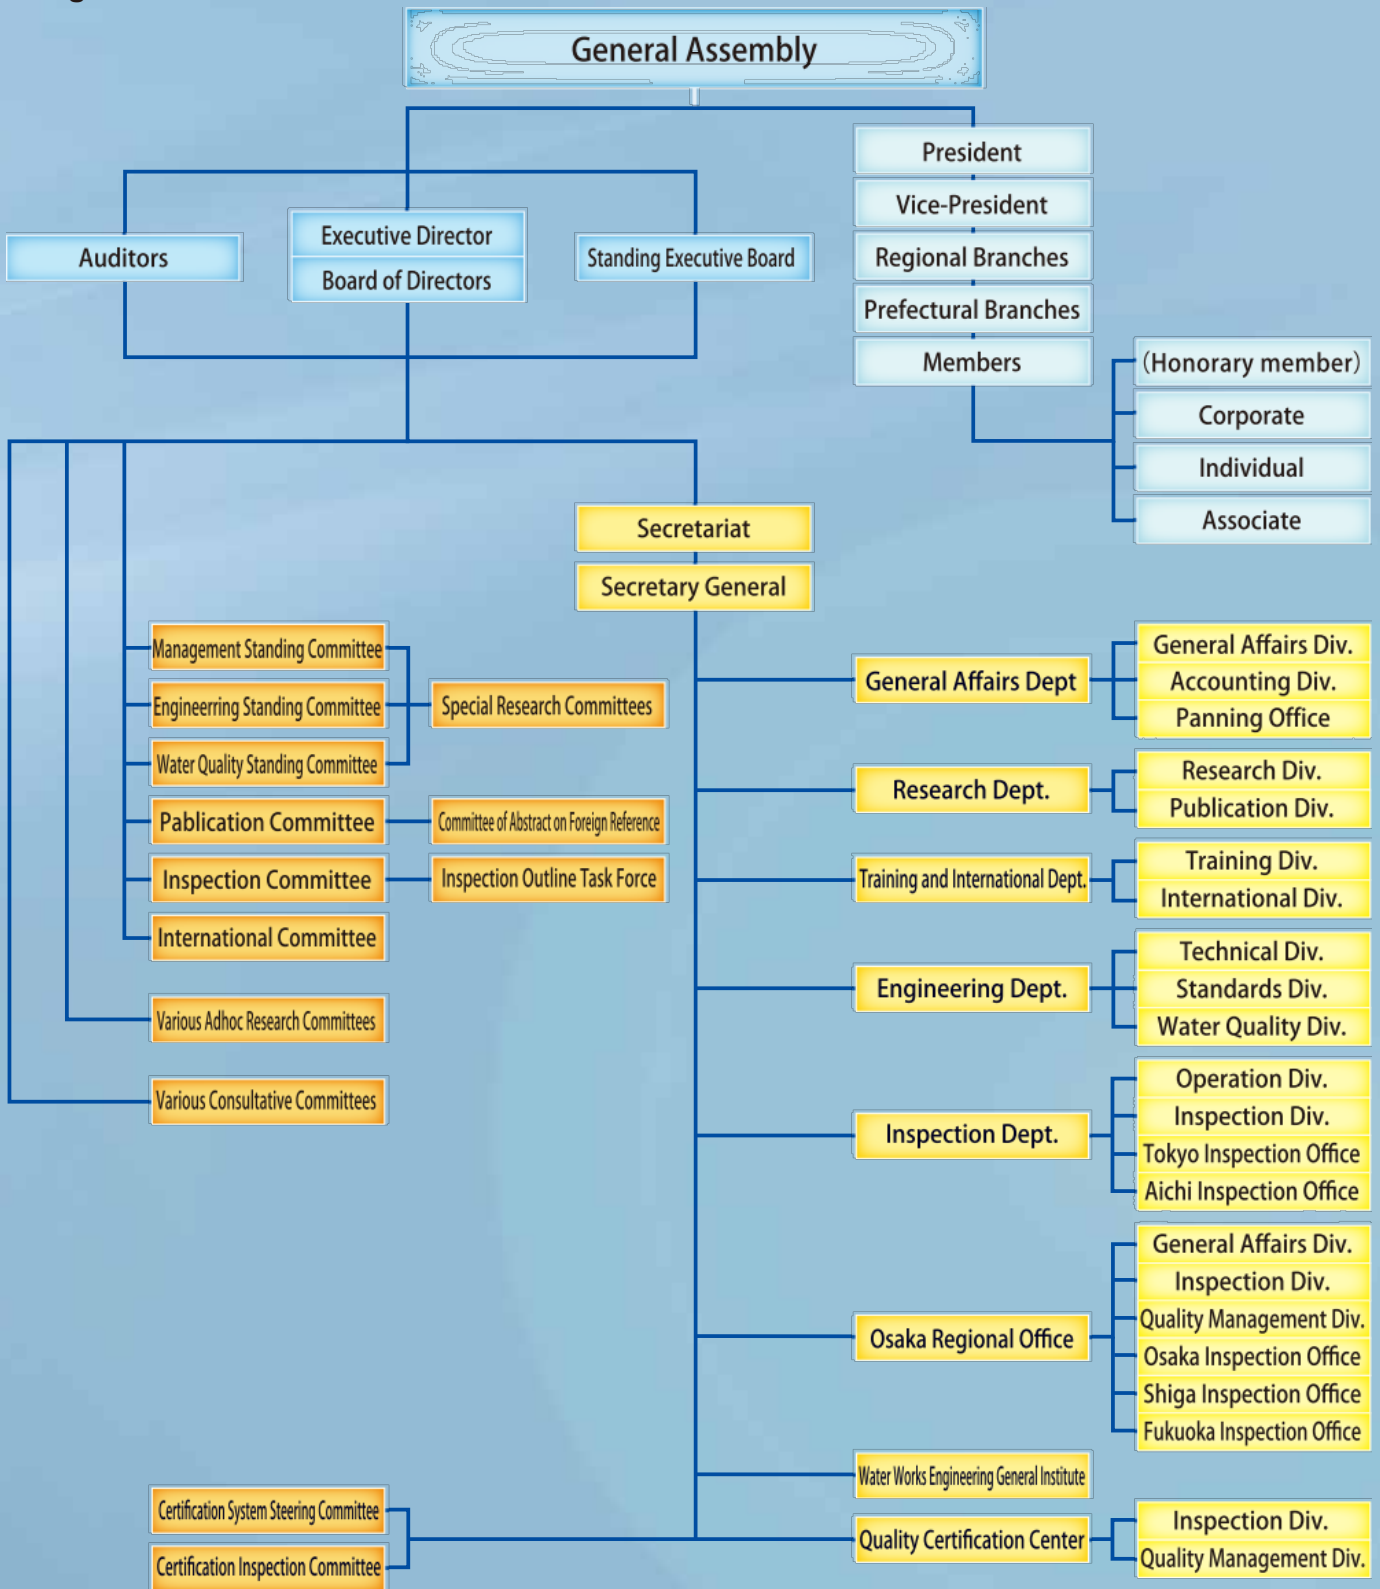 General Assembly
President
Vice-President
Regional Branches
Prefectural Branches
Members
(Honorary member)
Corporate
Individual
Associate
Auditors
Executive Director
Board of Directors
Standing Executive Board
Secretariat
Secretary General
Management Standing Committee
Engineerring Standing Committee
Water Quality Standing Committee
Special Research Committees
Pablication Committee
Committee of Abstract on Foreign Reference
Inspection Committee
Inspection Outline Task Force
International Committee
Various Adhoc Research Committees
Various Consultative Committees
General Affairs Dept
General Affairs Div.
Accounting Div.
Panning Office
Research Dept.
Research Div.
Publication Div.
Training and International Dept.
Training Div.
International Div.
Engineering Dept.
Technical Div.
Standards Div.
Water Quality Div.
Inspection Dept.
Operation Div.
Inspection Div.
Tokyo Inspection Office
Aichi Inspection Office
Osaka Regional Office
General Affairs Div.
Inspection Div.
Quality Management Div.
Osaka Inspection Office
Shiga Inspection Office
Fukuoka Inspection Office
Water Works Engineering General Institute
Quality Certification Center
Inspection Div.
Quality Management Div.
Certification System Steering Committee
Certification Inspection Committee